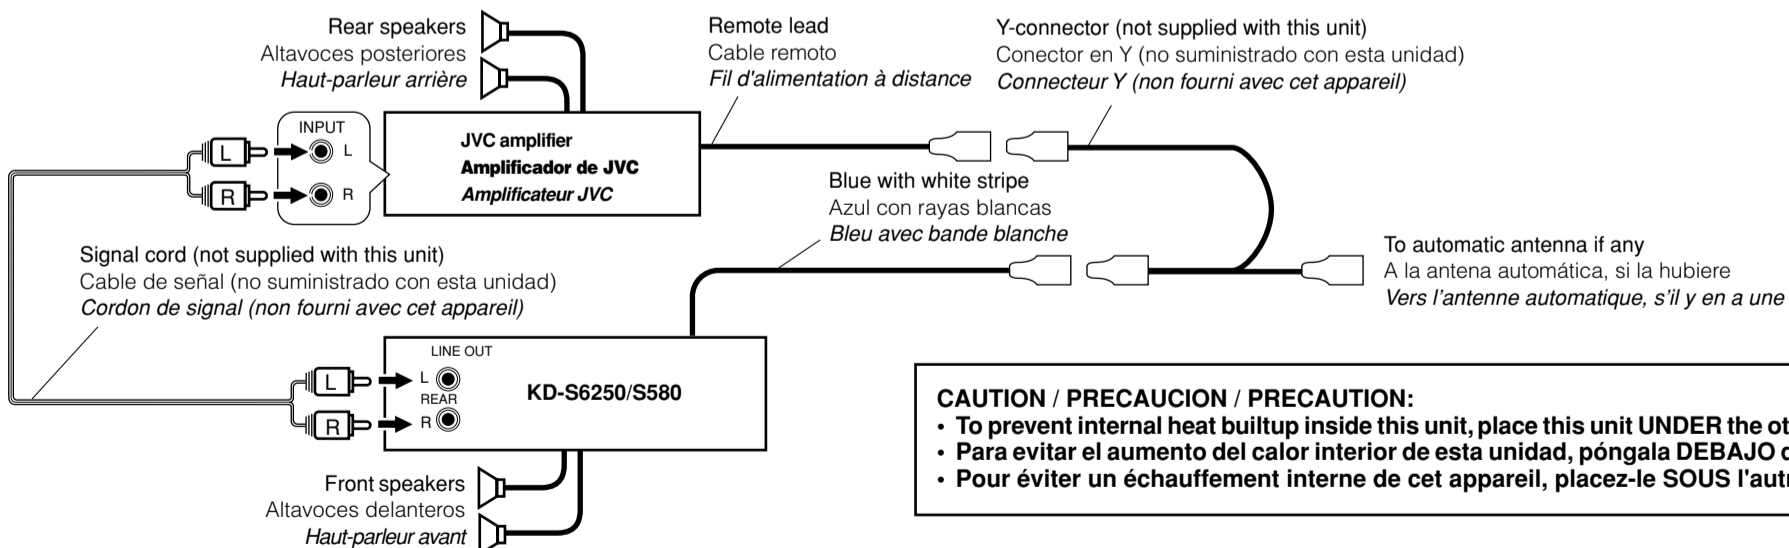 Rear speakers
Altavoces posteriores
Haut-parleur arrière
Remote lead
Cable remoto
Fil d'alimentation à distance
Y-connector (not supplied with this unit)
Conector en Y (no suministrado con esta unidad)
Connecteur Y (non fourni avec cet appareil)
INPUT
L
L
R
R
JVC amplifier
Amplificador de JVC
Amplificateur JVC
Blue with white stripe
Azul con rayas blancas
Bleu avec bande blanche
Signal cord (not supplied with this unit)
Cable de señal (no suministrado con esta unidad)
Cordon de signal (non fourni avec cet appareil)
To automatic antenna if any
A la antena automática, si la hubiere
Vers l'antenne automatique, s'il y en a une
LINE OUT
L
L
REAR
R
R
KD-S6250/S580
Front speakers
Altavoces delanteros
Haut-parleur avant
CAUTION / PRECAUCION / PRECAUTION:
• To prevent internal heat builtup inside this unit, place this unit UNDER the
• Para evitar el aumento del calor interior de esta unidad, póngala DEBAJO
• Pour éviter un échauffement interne de cet appareil, placez-le SOUS